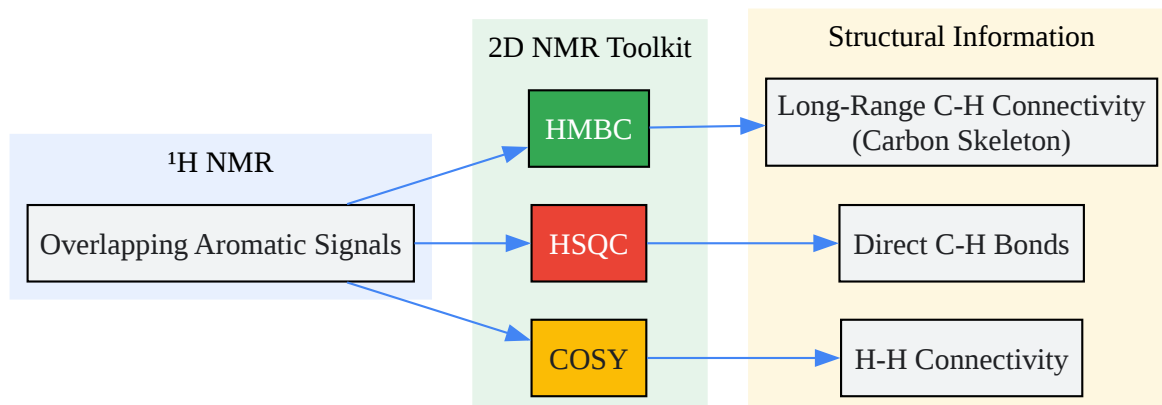 ¹H NMR
Overlapping Aromatic Signals
2D NMR Toolkit
HMBC
HSQC
COSY
Structural Information
Long-Range C-H Connectivity
(Carbon Skeleton)
Direct C-H Bonds
H-H Connectivity